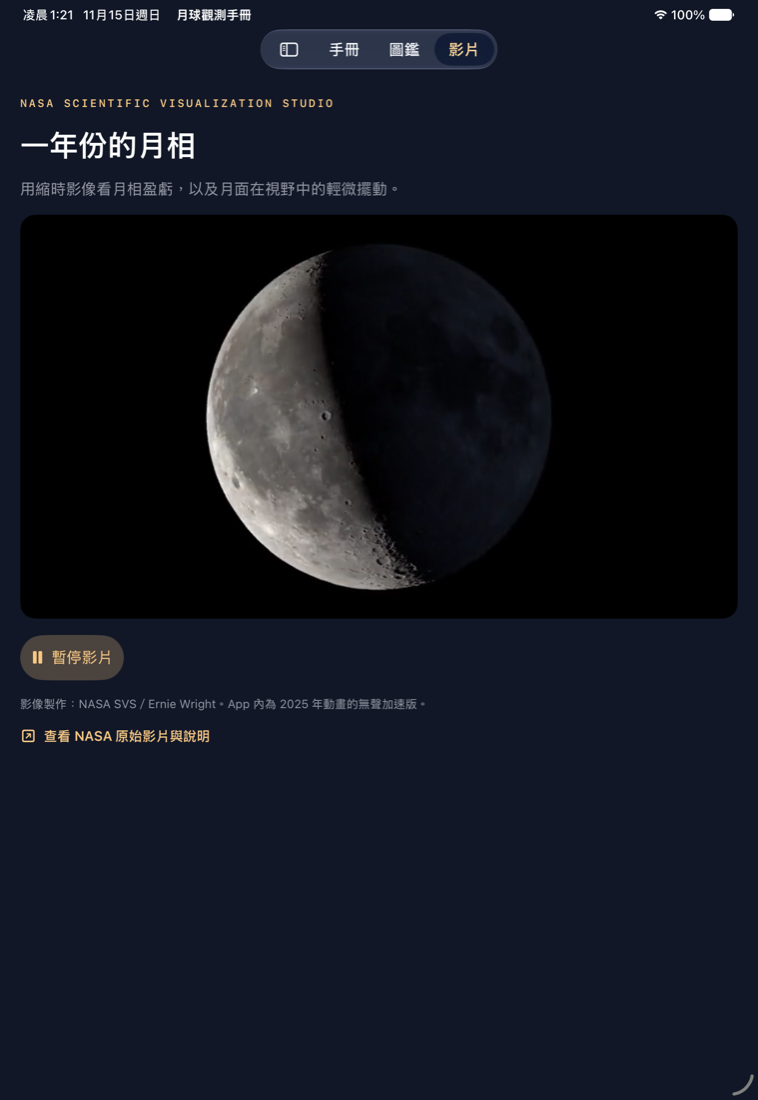 凌晨1:21 11月15日週日 月球觀測手冊 100%
手冊 圖鑑 影片
NASA SCIENTIFIC VISUALIZATION STUDIO
一年份的月相
用縮時影像看月相盈虧，以及月面在視野中的輕微擺動。
暫停影片
影像製作：NASA SVS / Ernie Wright。App 內為 2025 年動畫的無聲加速版。
查看 NASA 原始影片與說明